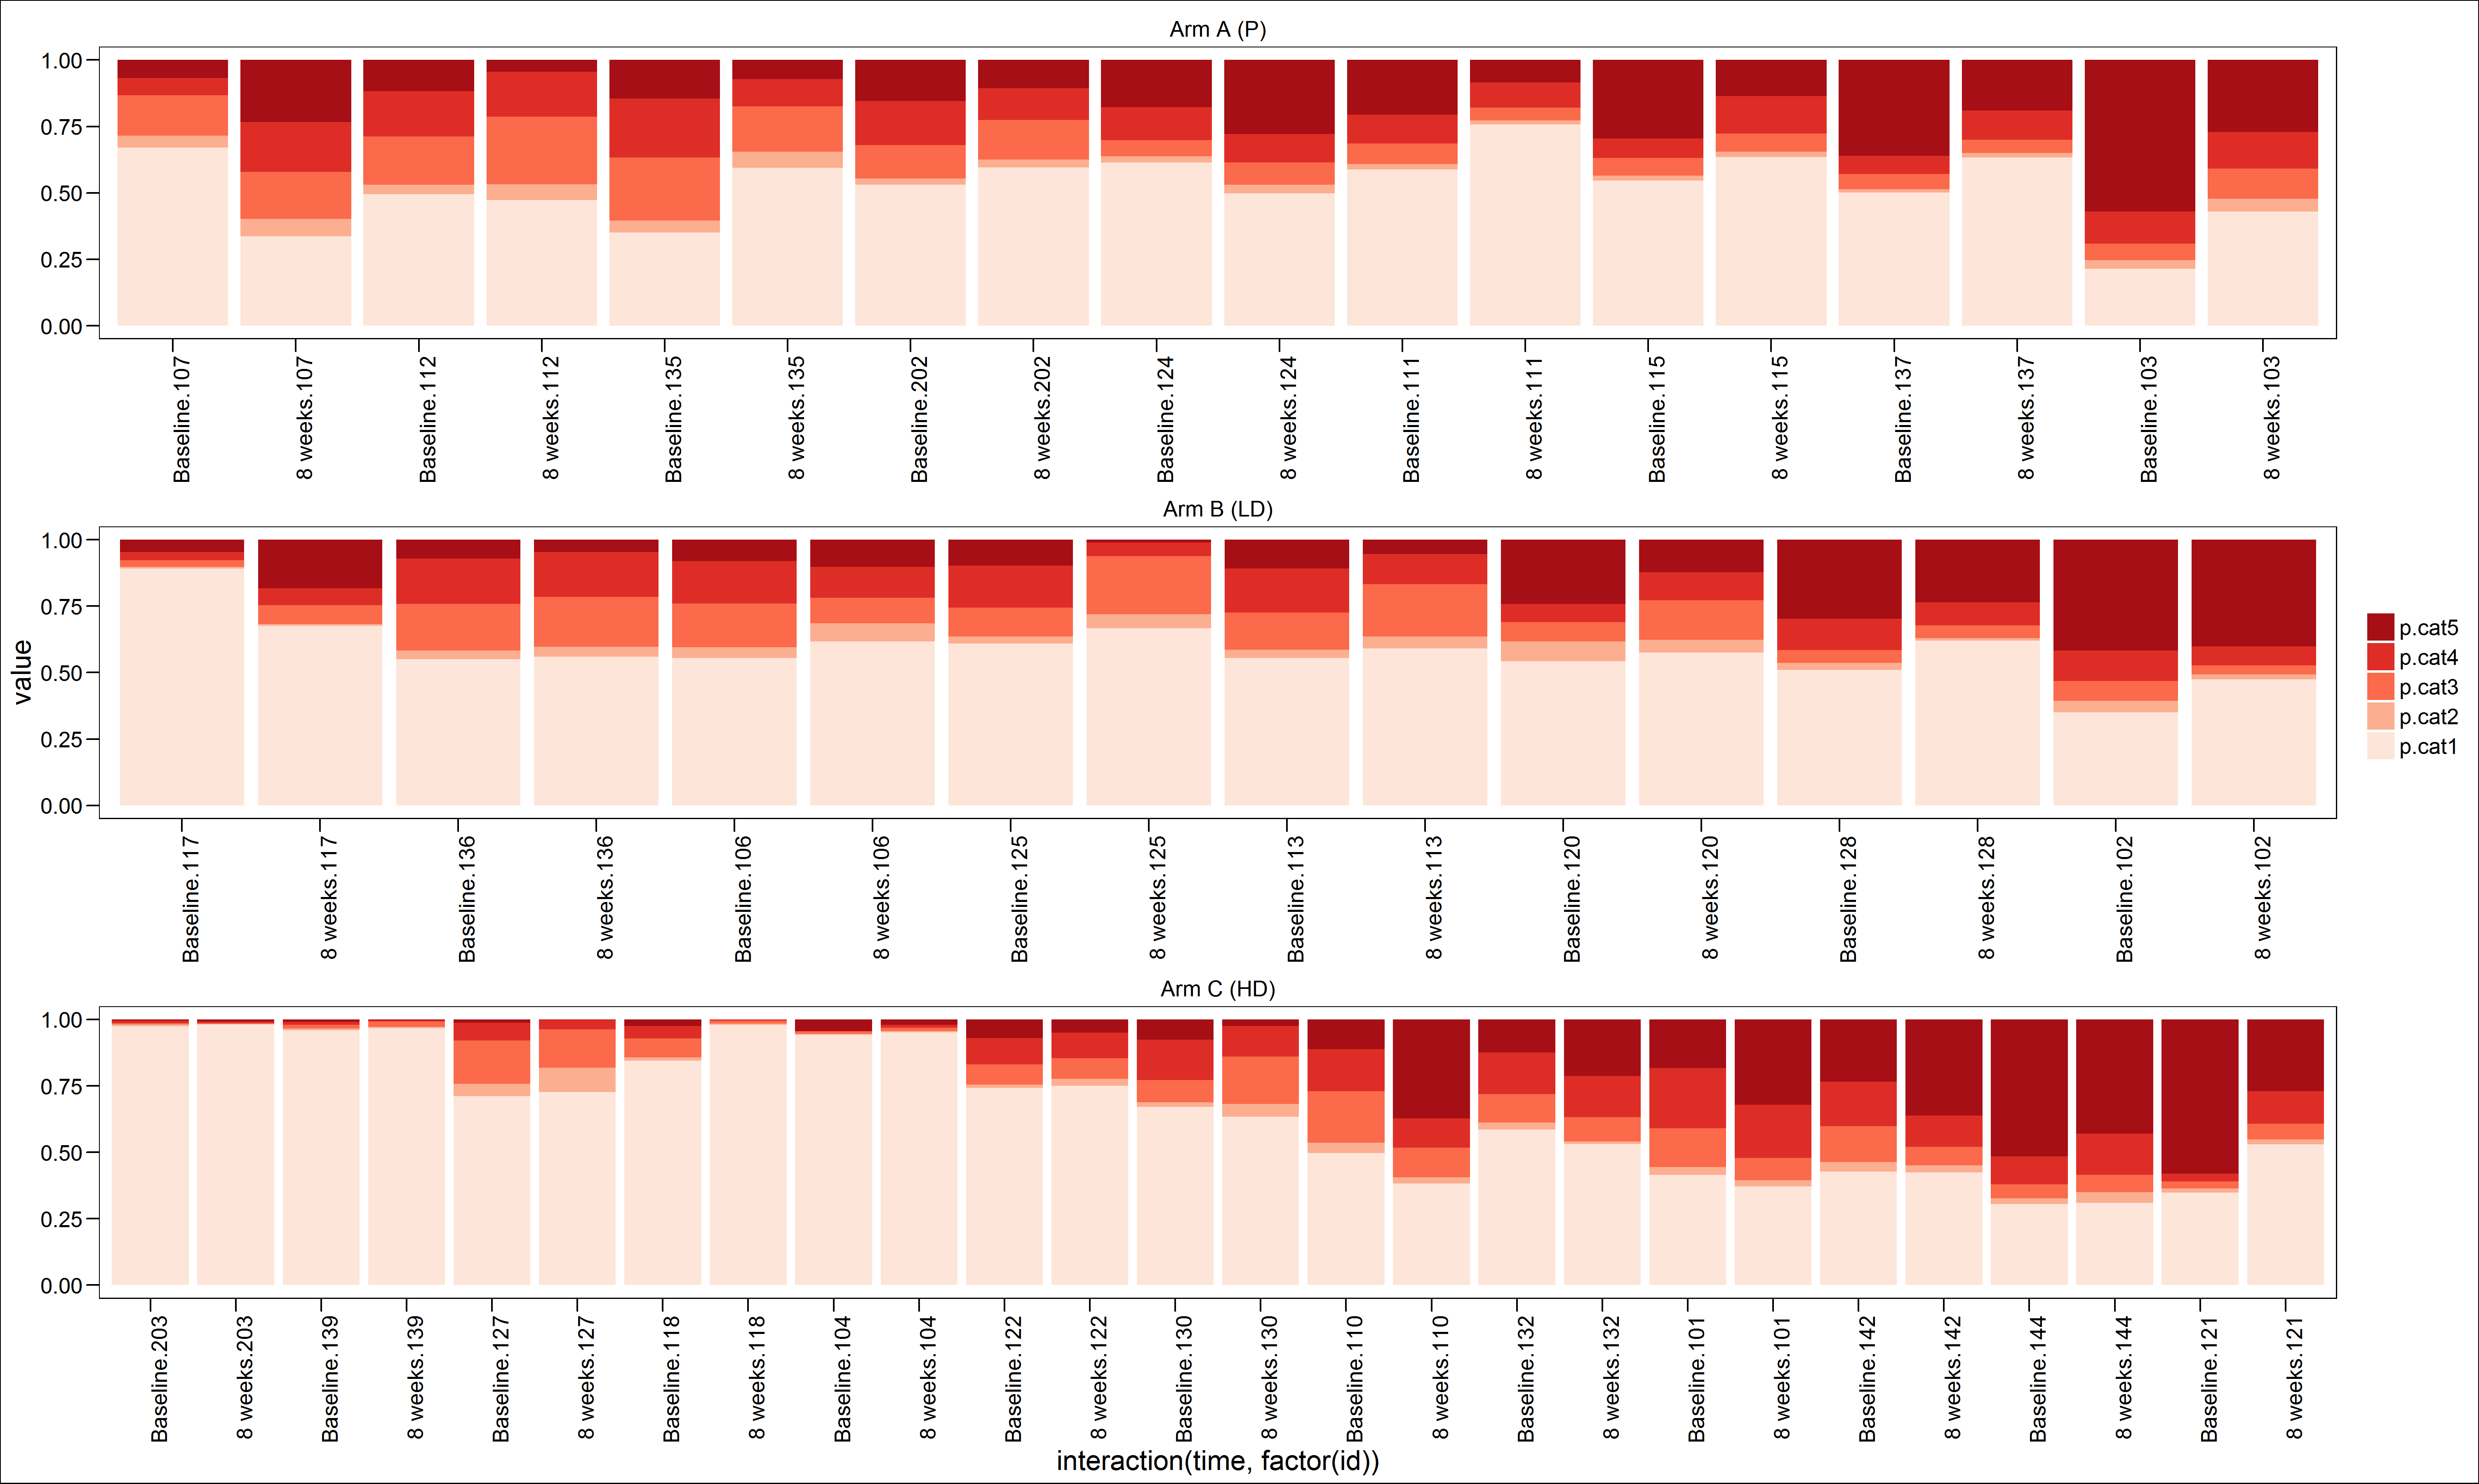 Arm A (P)
1.00
0.75
0.50
0.25
0.00
Baseline.107
8 weeks.107
Baseline.112
8 weeks.112
Baseline.135
8 weeks.135
Baseline.202
8 weeks.202
Baseline.124
8 weeks.124
Baseline.111
8 weeks.111
Baseline.115
8 weeks.115
Baseline.137
8 weeks.137
Baseline.103
8 weeks.103
Arm B (LD)
value
1.00
0.75
0.50
0.25
0.00
Baseline.117
8 weeks.117
Baseline.136
8 weeks.136
Baseline.106
8 weeks.106
Baseline.125
8 weeks.125
Baseline.113
8 weeks.113
Baseline.120
8 weeks.120
Baseline.128
8 weeks.128
Baseline.102
8 weeks.102
p.cat5
p.cat4
p.cat3
p.cat2
p.cat1
Arm C (HD)
1.00
0.75
0.50
0.25
0.00
Baseline.203
8 weeks.203
Baseline.139
8 weeks.139
Baseline.127
8 weeks.127
Baseline.118
8 weeks.118
Baseline.104
8 weeks.104
Baseline.122
8 weeks.122
Baseline.130
8 weeks.130
Baseline.110
8 weeks.110
Baseline.132
8 weeks.132
Baseline.101
8 weeks.101
Baseline.142
8 weeks.142
Baseline.144
8 weeks.144
Baseline.121
8 weeks.121
interaction(time, factor(id))